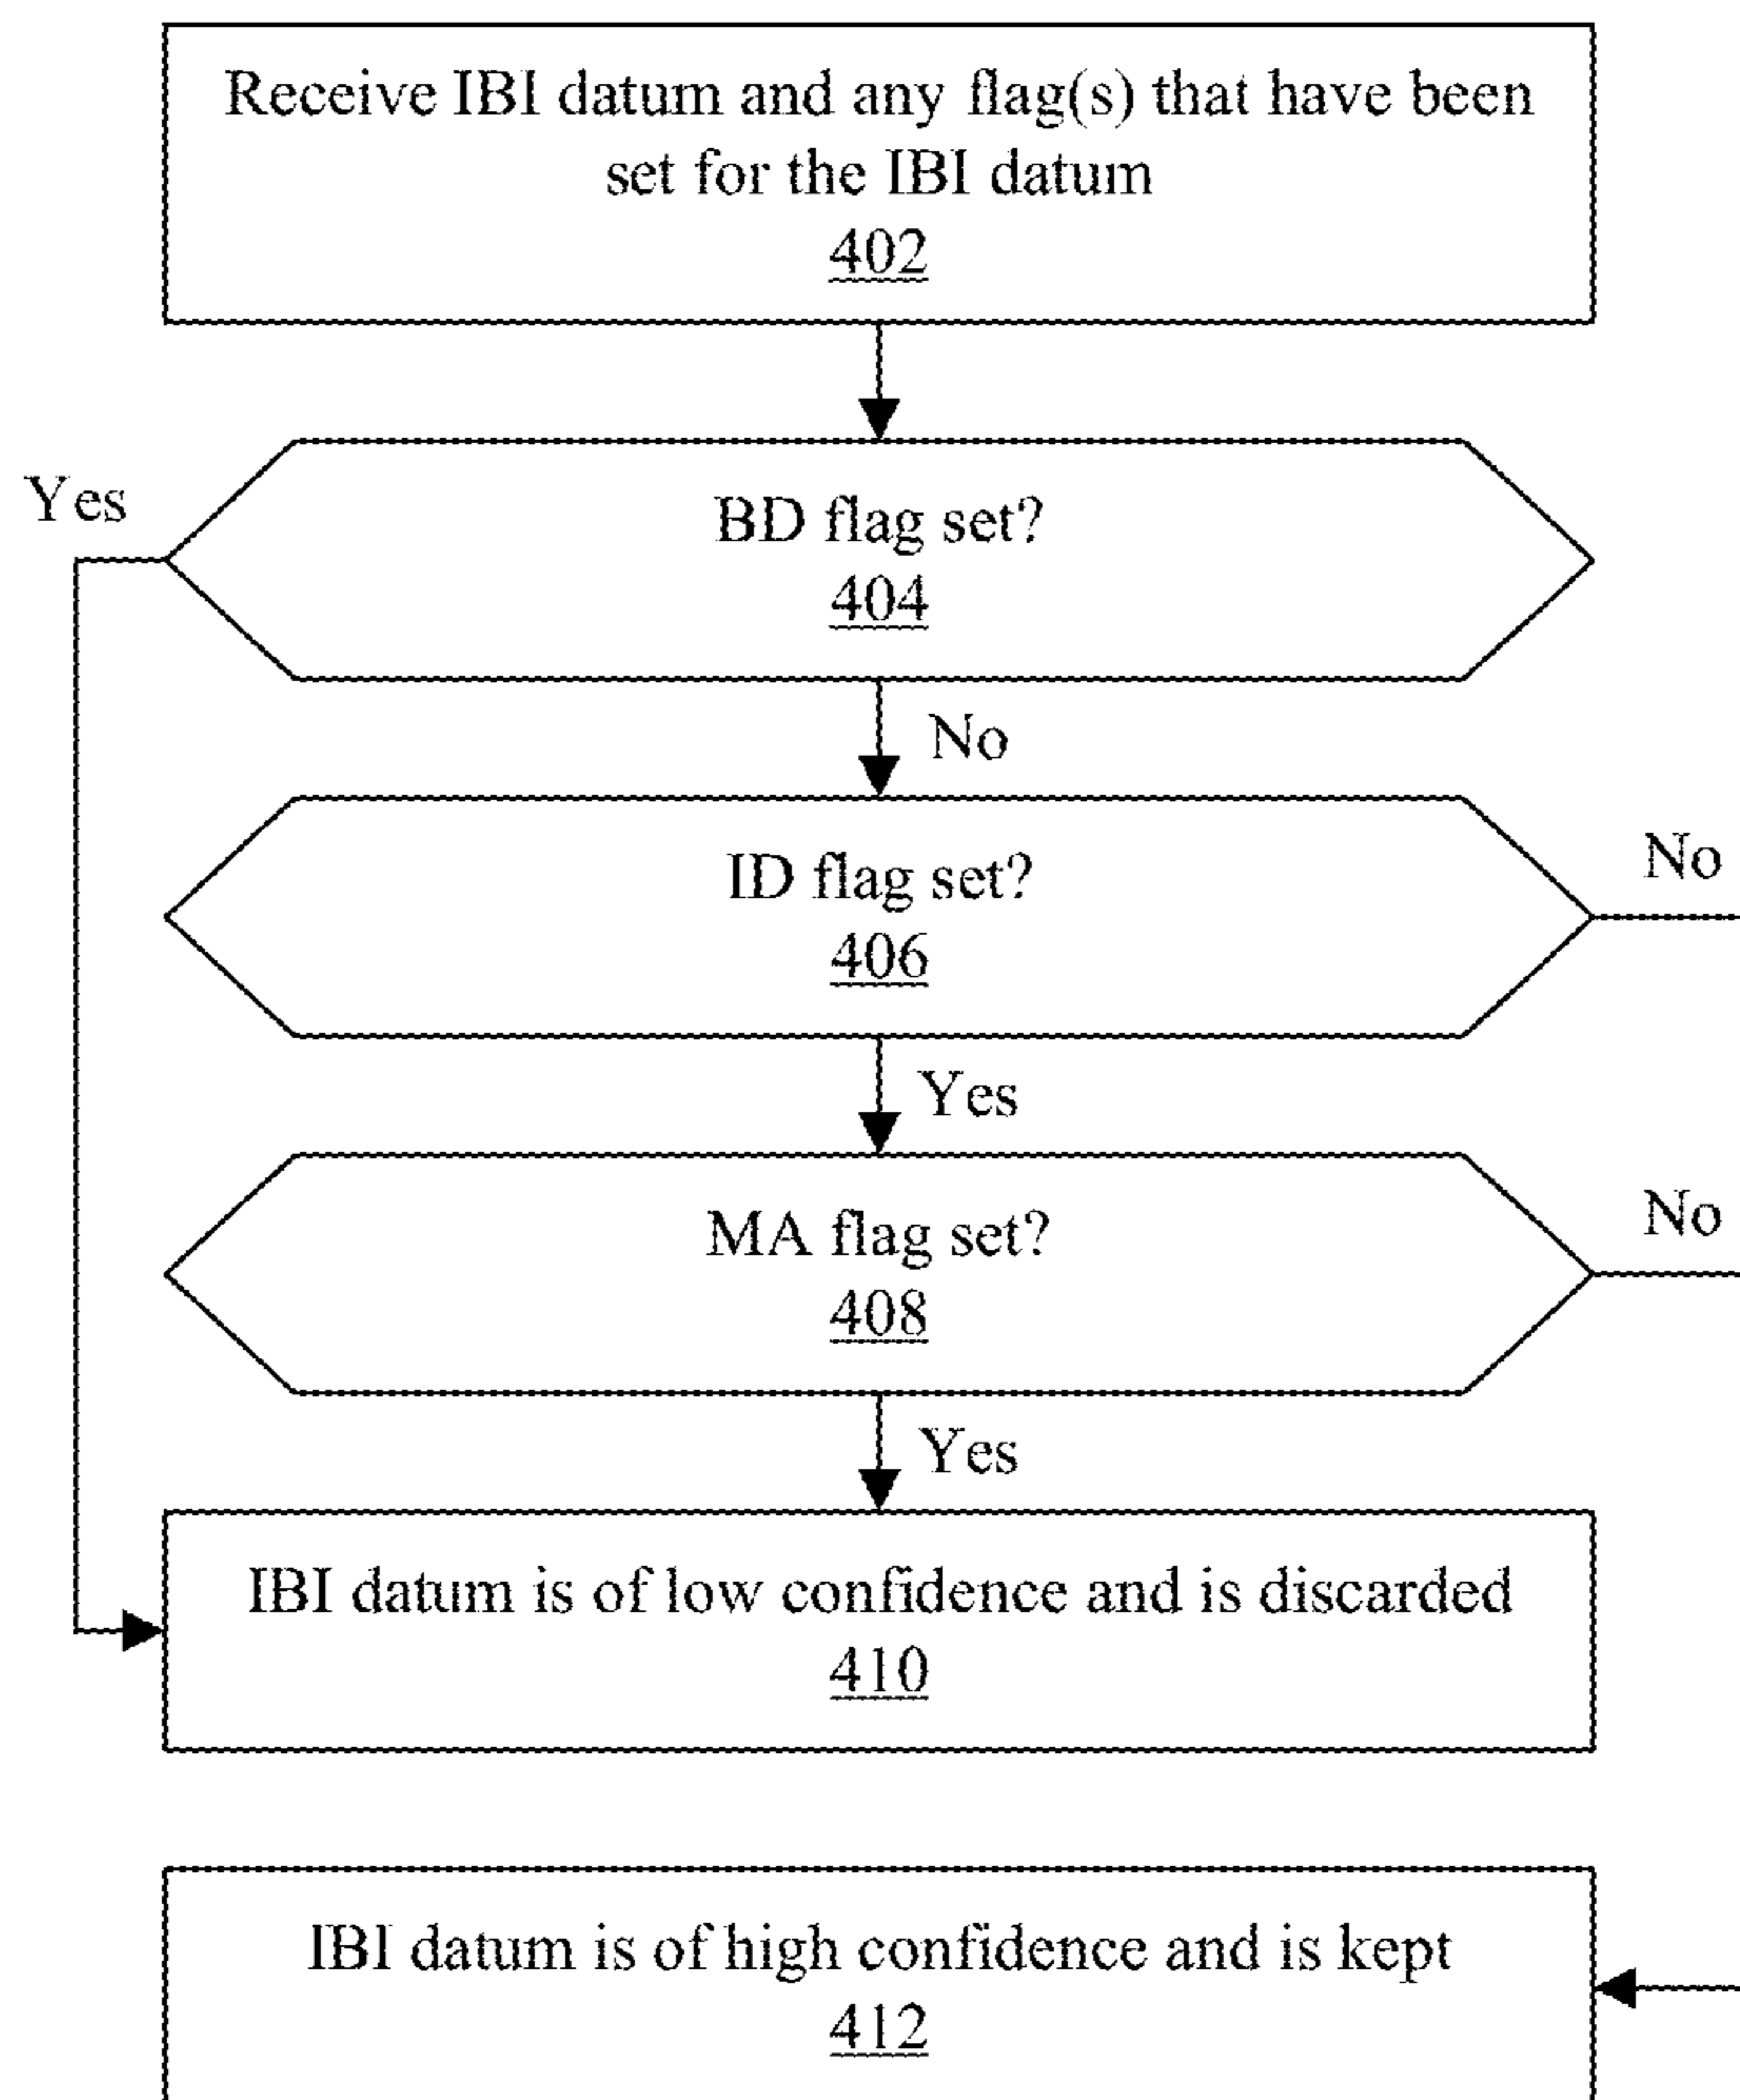 Receive IBI datum and any flag(s) that have been
set for the IBI datum
402
Yes
BD flag set?
404
No
ID flag set?
406
No
Yes
MA flag set?
408
No
Yes
IBI datum is of low confidence and is discarded
410
IBI datum is of high confidence and is kept
412